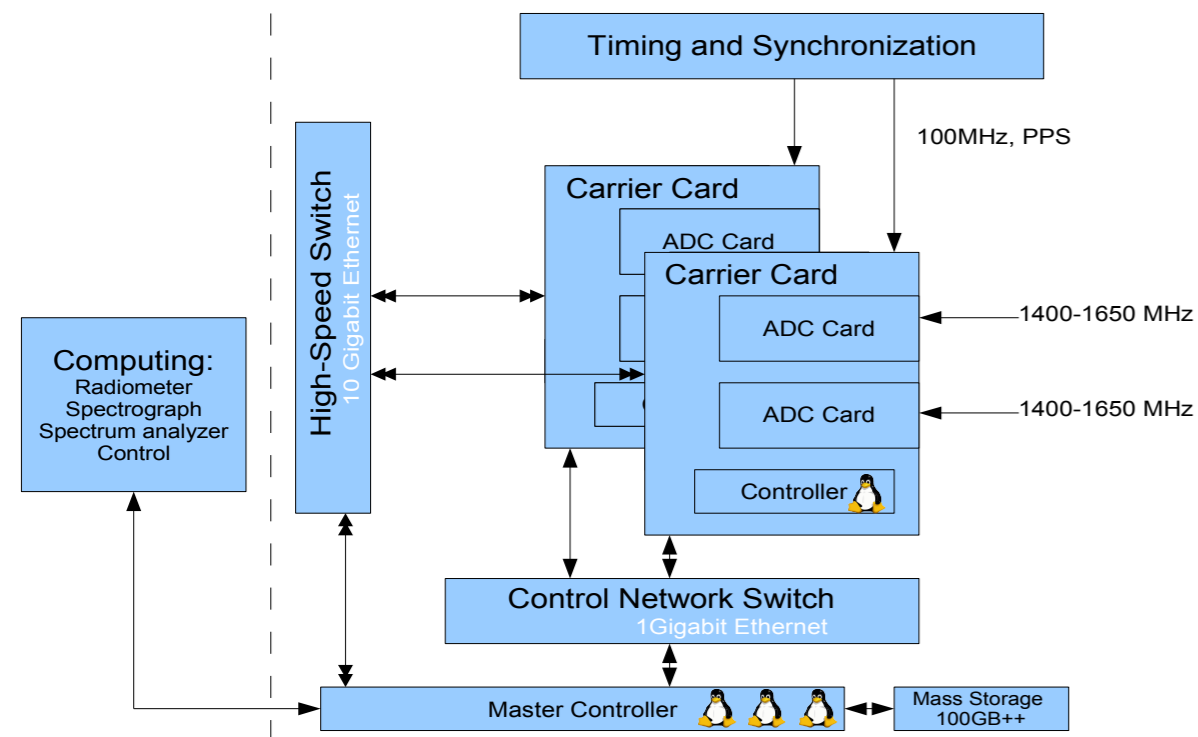 Timing and Synchronization
100MHz, PPS
High-Speed Switch
10 Gigabit Ethernet
Carrier Card
ADC Card
Carrier Card
ADC Card
1400-1650 MHz
ADC Card
1400-1650 MHz
Controller
Computing:
Radiometer
Spectrograph
Spectrum analyzer
Control
Control Network Switch
1Gigabit Ethernet
Master Controller
Mass Storage
100GB++